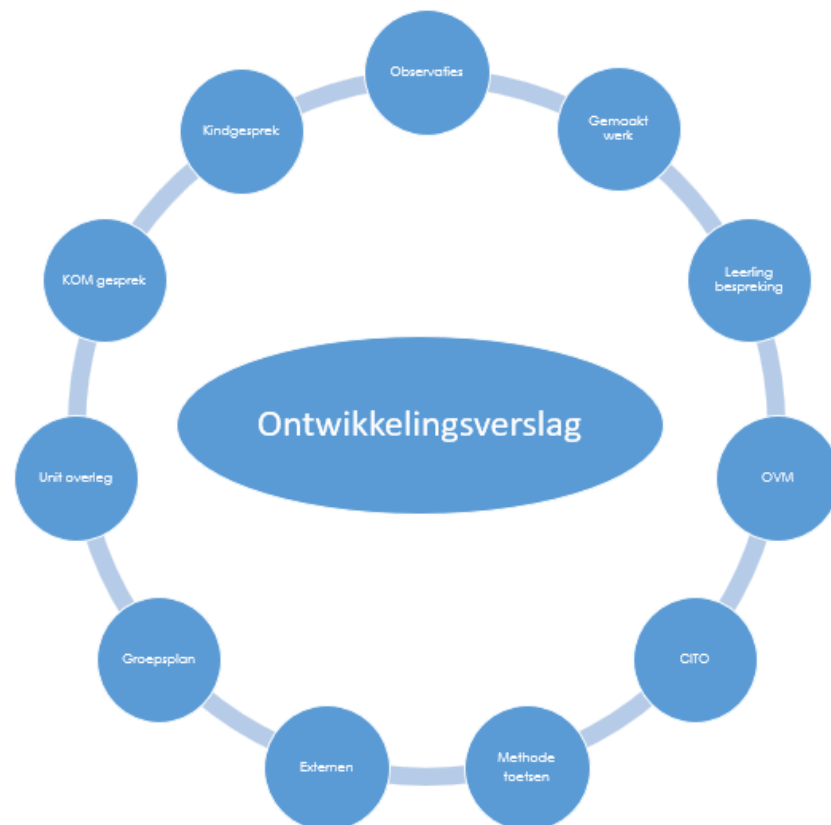 Observaties
Gemaakt
werk
Leerling
bespreking
OVM
CITO
Methode
toetsen
Externen
Groepsplan
Unit overleg
KOM gesprek
Kindgesprek
Ontwikkelingsverslag